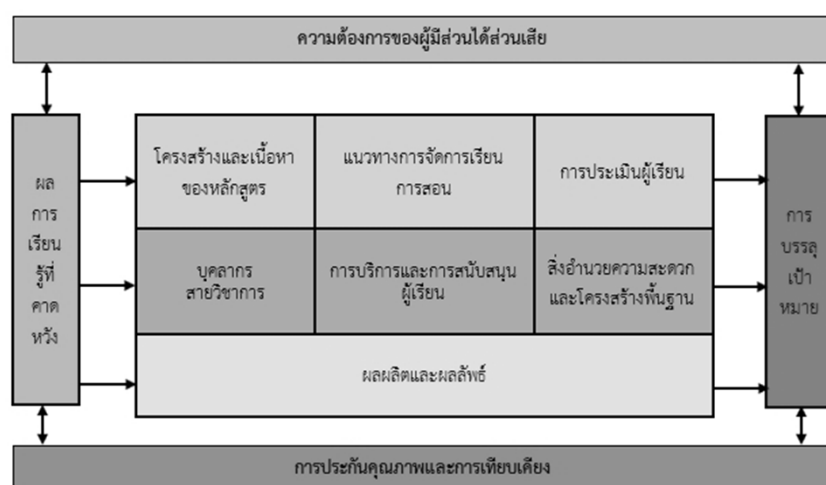 ความต้องการของผู้มีส่วนได้ส่วนเสีย
ผล
การ
เรียน
รู้ที่
คาด
หวัง
โครงสร้างและเนื้อหา
ของหลักสูตร
แนวทางการจัดการเรียน
การสอน
การประเมินผู้เรียน
บุคลากร
สายวิชาการ
การบริการและการสนับสนุน
ผู้เรียน
สิ่งอำนวยความสะดวก
และโครงสร้างพื้นฐาน
ผลผลิตและผลลัพธ์
การ
บรรลุ
เป้า
หมาย
การประกันคุณภาพและการเทียบเคียง